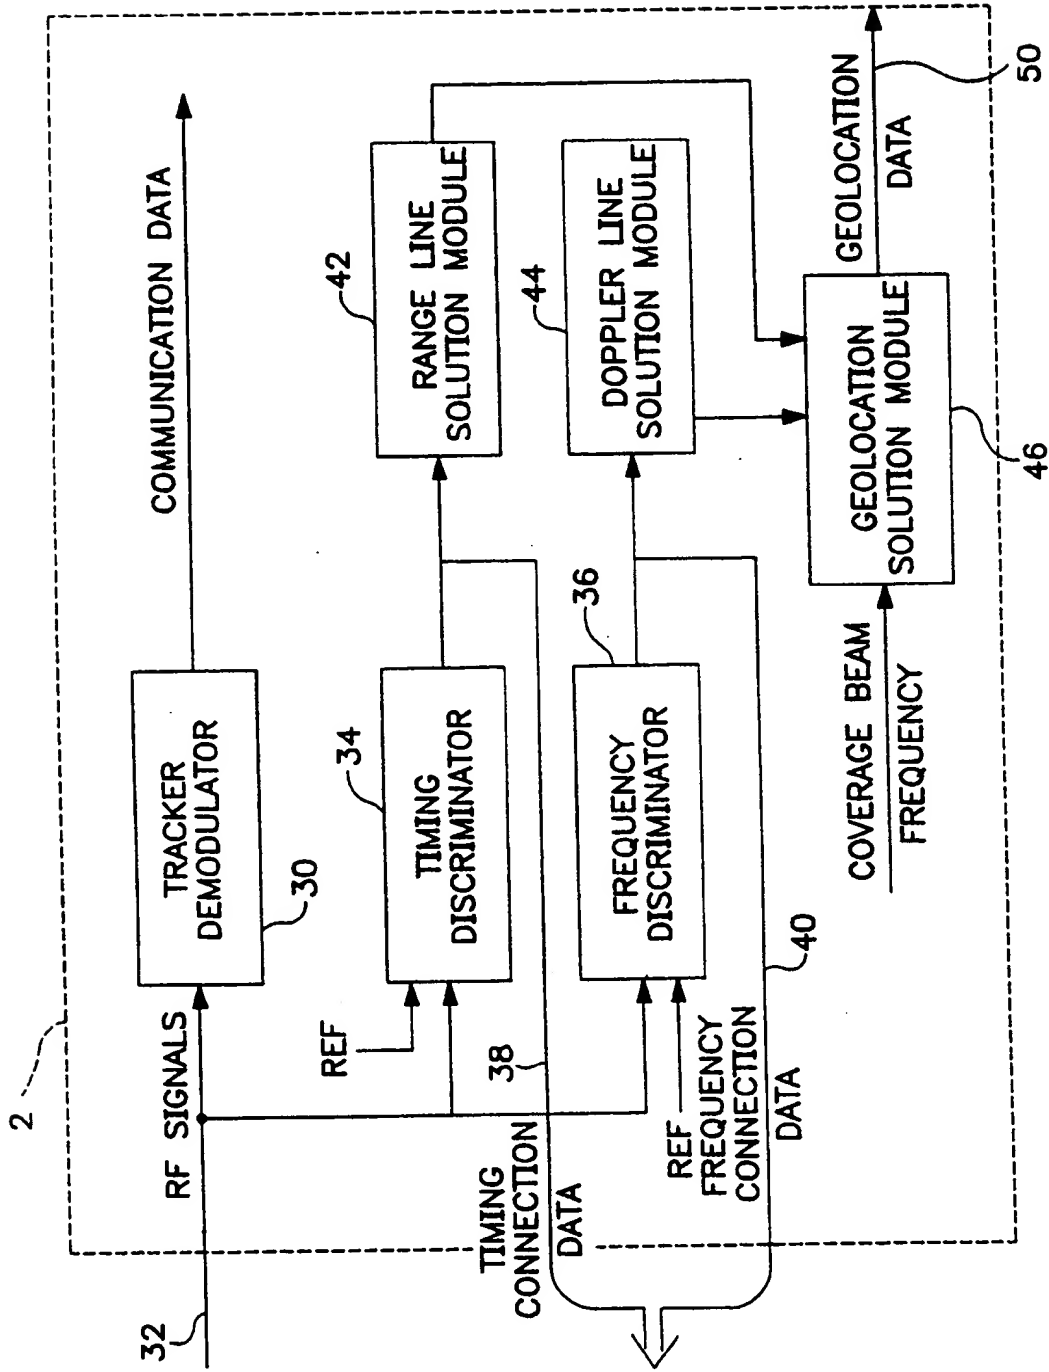 2
32
RF SIGNALS
TRACKER
DEMODULATOR
30
COMMUNICATION DATA
REF
TIMING
DISCRIMINATOR
34
RANGE LINE
SOLUTION MODULE
42
38
TIMING
CONNECTION
DATA
REF
FREQUENCY
DISCRIMINATOR
36
DOPPLER LINE
SOLUTION MODULE
44
FREQUENCY
CONNECTION
DATA
40
COVERAGE BEAM
FREQUENCY
GEOLOCATION
SOLUTION MODULE
46
GEOLOCATION
DATA
50